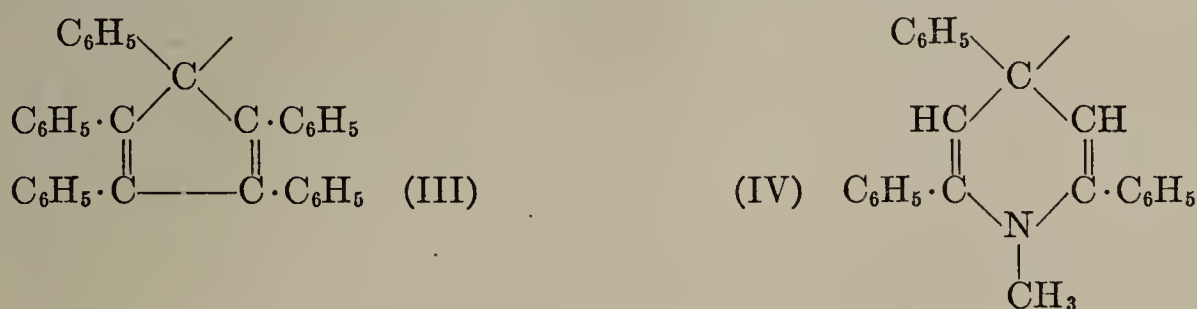 C₆H₅ C₆H₅
C C
C₆H₅·C C·C₆H₅ HC CH
C₆H₅·C C·C₆H₅ (III) (IV) C₆H₅·C C·C₆H₅
N
CH₃